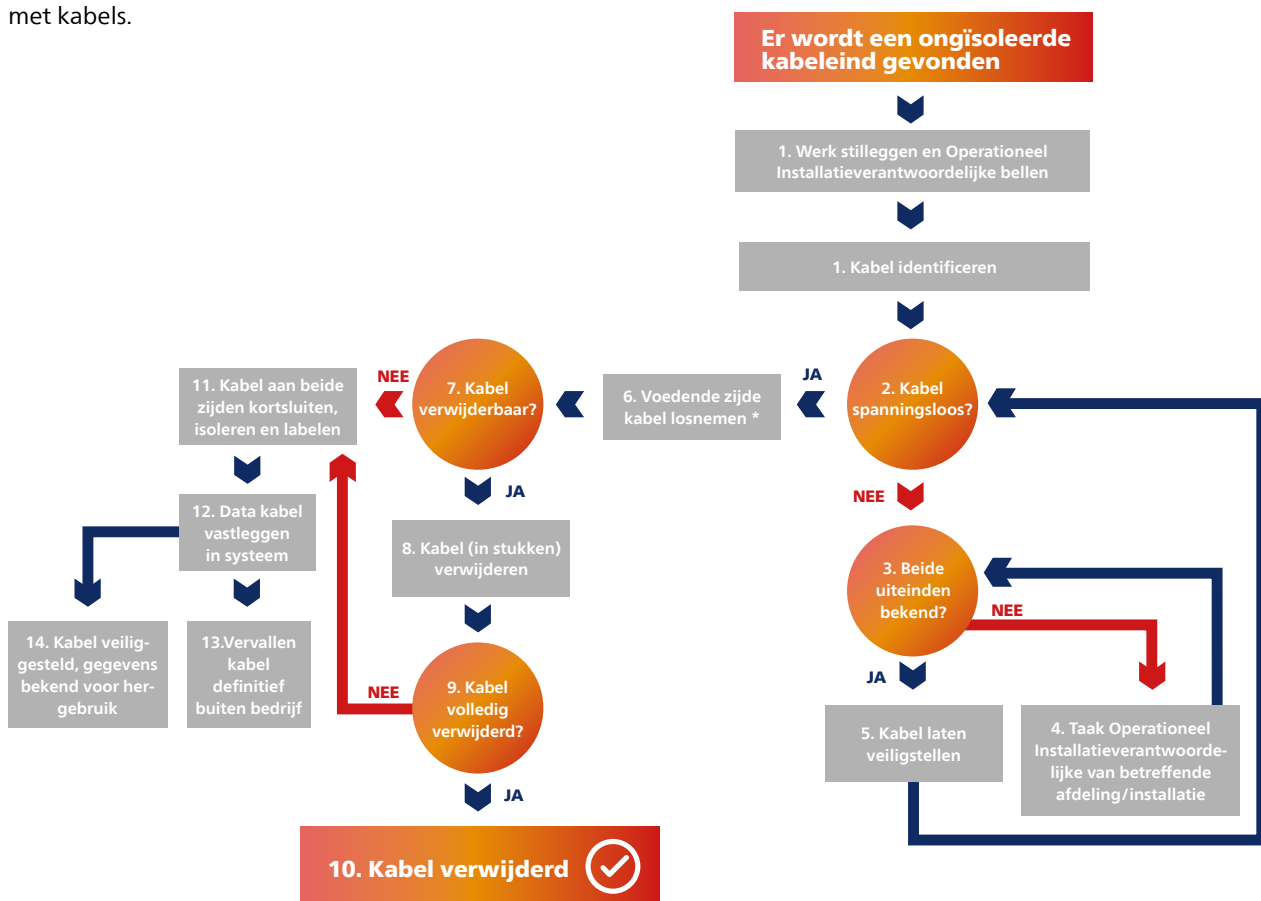 met kabels.
Er wordt een ongïsoleerde
kabeleind gevonden
1. Werk stilleggen en Operationeel
Installatieverantwoordelijke bellen
1. Kabel identificeren
2. Kabel
spanningsloos?
JA
6. Voedende zijde
kabel losnemen *
7. Kabel
verwijderbaar?
NEE
11. Kabel aan beide
zijden kortsluiten,
isoleren en labelen
12. Data kabel
vastleggen
in systeem
14. Kabel veilig-
gesteld, gegevens
bekend voor her-
gebruik
13.Vervallen
kabel
definitief
buiten bedrijf
JA
8. Kabel (in stukken)
verwijderen
9. Kabel
volledig
verwijderd?
NEE
JA
10. Kabel verwijderd
NEE
3. Beide
uiteinden
bekend?
NEE
JA
5. Kabel laten
veiligstellen
4. Taak Operationeel
Installatieverantwoorde-
lijke van betreffende
afdeling/installatie